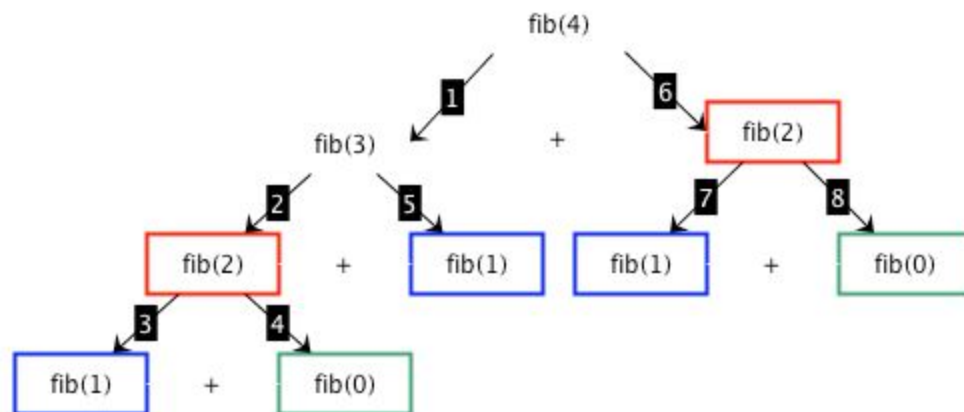 fib(4)
1 6
fib(3) + fib(2)
2 5 7 8
fib(2) + fib(1) fib(1) + fib(0)
3 4
fib(1) + fib(0)